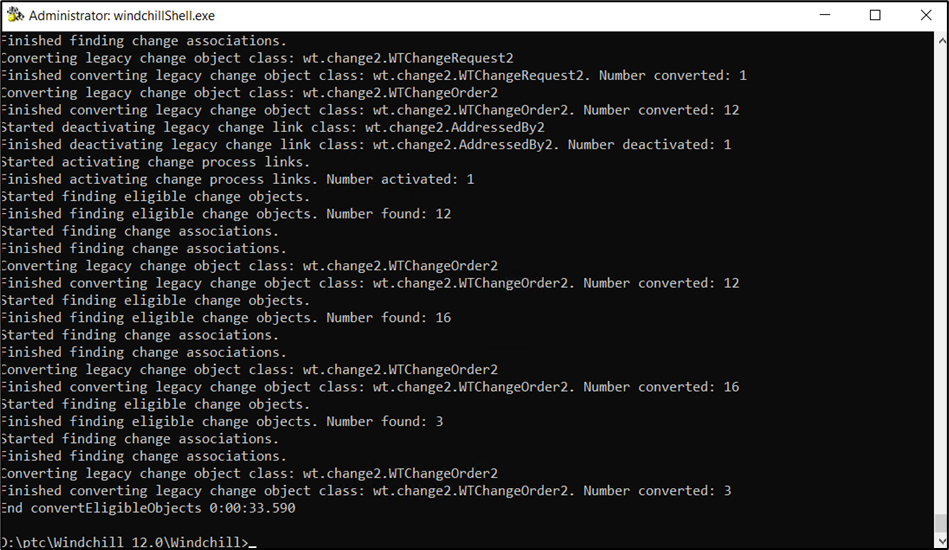 Administrator: windchillShell.exe
Finished finding change associations.
Converting legacy change object class: wt.change2.WTChangeRequest2
Finished converting legacy change object class: wt.change2.WTChangeRequest2. Number converted: 1
Converting legacy change object class: wt.change2.WTChangeOrder2
Finished converting legacy change object class: wt.change2.WTChangeOrder2. Number converted: 12
Started deactivating legacy change link class: wt.change2.AddressedBy2
Finished deactivating legacy change link class: wt.change2.AddressedBy2. Number deactivated: 1
Started activating change process links.
Finished activating change process links. Number activated: 1
Started finding eligible change objects.
Finished finding eligible change objects. Number found: 12
Started finding change associations.
Finished finding change associations.
Converting legacy change object class: wt.change2.WTChangeOrder2
Finished converting legacy change object class: wt.change2.WTChangeOrder2. Number converted: 12
Started finding eligible change objects.
Finished finding eligible change objects. Number found: 16
Started finding change associations.
Finished finding change associations.
Converting legacy change object class: wt.change2.WTChangeOrder2
Finished converting legacy change object class: wt.change2.WTChangeOrder2. Number converted: 16
Started finding eligible change objects.
Finished finding eligible change objects. Number found: 3
Started finding change associations.
Finished finding change associations.
Converting legacy change object class: wt.change2.WTChangeOrder2
Finished converting legacy change object class: wt.change2.WTChangeOrder2. Number converted: 3
End convertEligibleObjects 0:00:33.590
D:\ptc\Windchill_12.0\Windchill>_